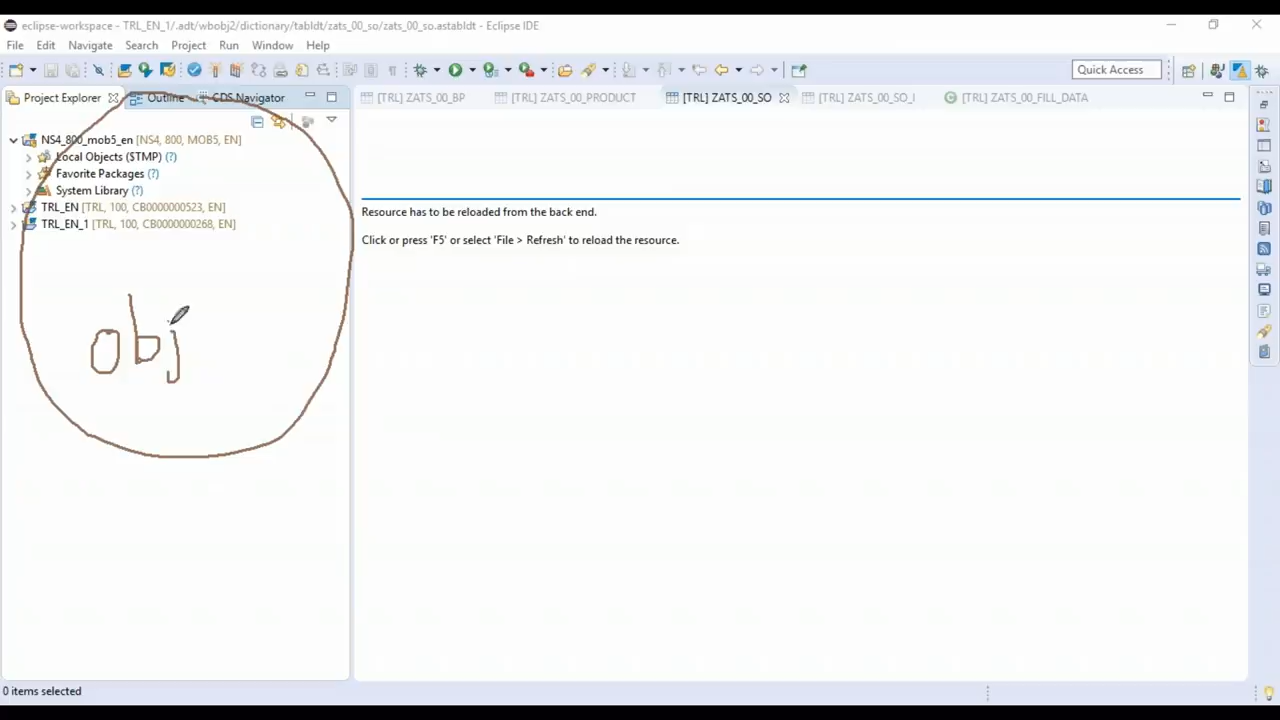 eclipse-workspace - TRL_EN_1/.adt/wbobj2/dictionary/tabldt/zats_00_so/zats_00_so.astabldt - Eclipse IDE
File Edit Navigate Search Project Run Window Help
Quick Access
Project Explorer Outline CDS Navigator [TRL] ZATS_00_BP [TRL] ZATS_00_PRODUCT [TRL] ZATS_00_SO [TRL] ZATS_00_SO_I [TRL] ZATS_00_FILL_DATA
NS4_800_mob5_en [NS4, 800, MOB5, EN]
Local Objects ($TMP) (?)
Favorite Packages (?)
System Library (?)
TRL_EN [TRL, 100, CB0000000523, EN]
TRL_EN_1 [TRL, 100, CB0000000268, EN]
Resource has to be reloaded from the back end.
Click or press 'F5' or select 'File > Refresh' to reload the resource.
obj
0 items selected